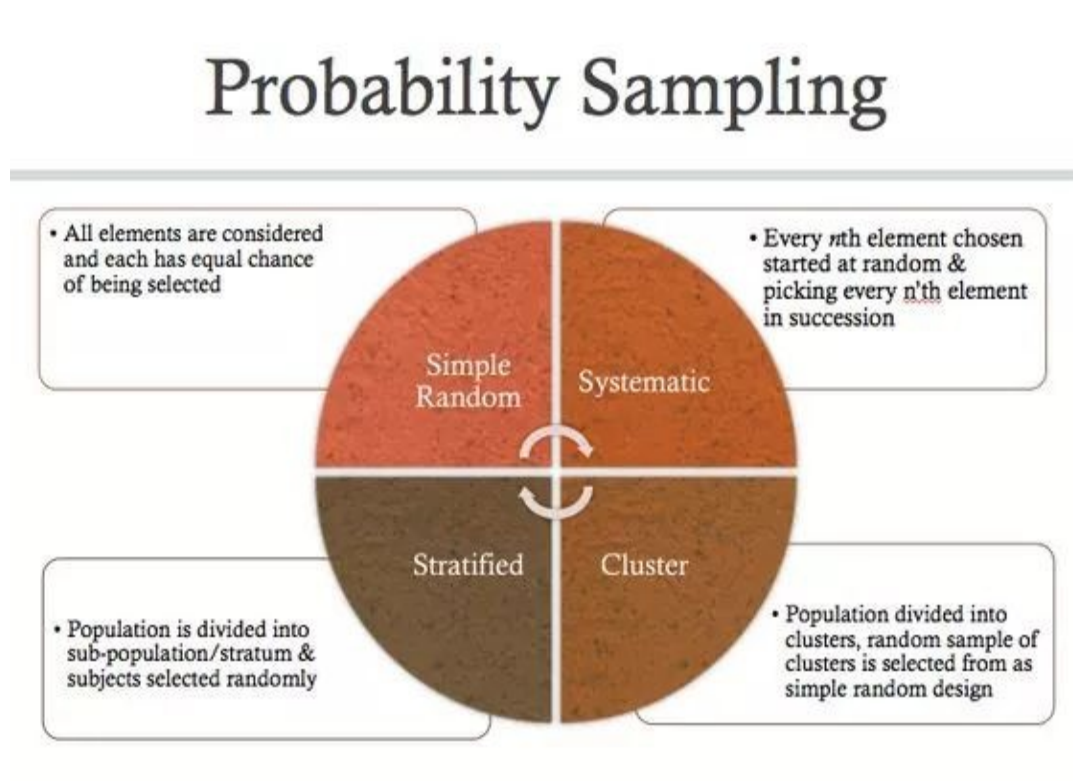 Probability Sampling
• All elements are considered
and each has equal chance
of being selected
• Every nth element chosen
started at random &
picking every n'th element
in succession
Simple
Random
Systematic
Stratified
Cluster
• Population is divided into
sub-population/stratum &
subjects selected randomly
• Population divided into
clusters, random sample of
clusters is selected from as
simple random design